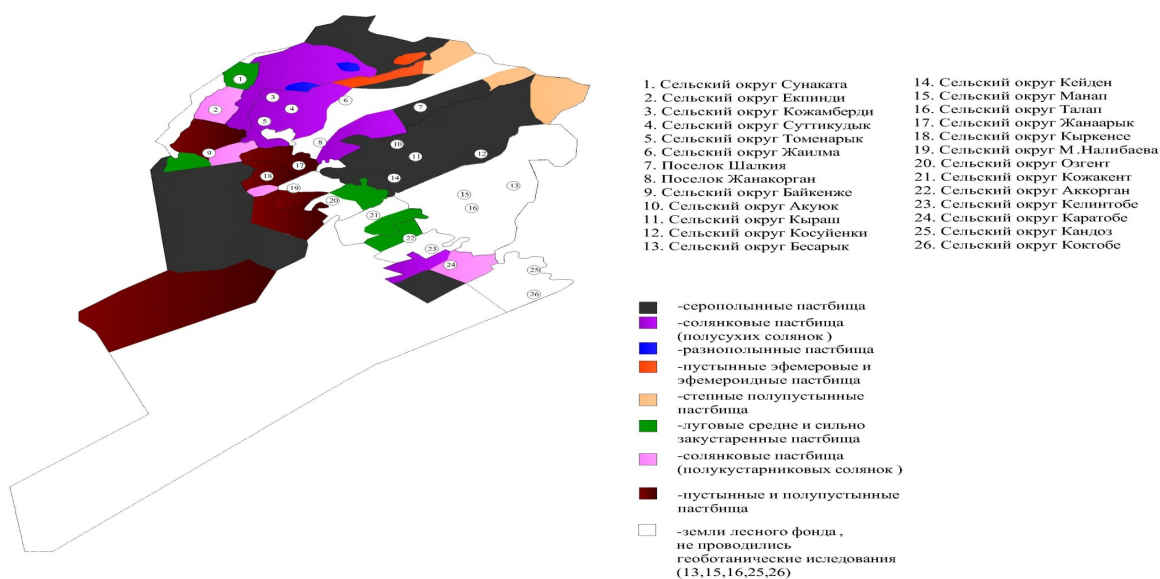 1
2
3
4
5
6
7
8
9
10
11
12
13
14
15
16
17
18
19
20
21
22
23
24
25
26
1. Сельский округ Сунаката
2. Сельский округ Екпинди
3. Сельский округ Кожамберди
4. Сельский округ Суттикудык
5. Сельский округ Томенарык
6. Сельский округ Жаилма
7. Поселок Шалкия
8. Поселок Жанакорган
9. Сельский округ Байкенже
10. Сельский округ Акуюк
11. Сельский округ Кыраш
12. Сельский округ Косуйенки
13. Сельский округ Бесарык
14. Сельский округ Кейден
15. Сельский округ Манап
16. Сельский округ Талап
17. Сельский округ Жанаарык
18. Сельский округ Кыркенсе
19. Сельский округ М.Налибаева
20. Сельский округ Озгент
21. Сельский округ Кожакент
22. Сельский округ Аккорган
23. Сельский округ Келинтобе
24. Сельский округ Каратобе
25. Сельский округ Кандоз
26. Сельский округ Коктобе
-серополынные пастбища
-солянковые пастбища
(полусухих солянок )
-разнополынные пастбища
-пустынные эфемеровые и
эфемероидные пастбища
-степные полупустынные
пастбища
-луговые средне и сильно
закустаренные пастбища
-солянковые пастбища
(полукустарниковых солянок )
-пустынные и полупустынные
пастбища
-земли лесного фонда ,
не проводились
геоботанические иследования
(13,15,16,25,26)